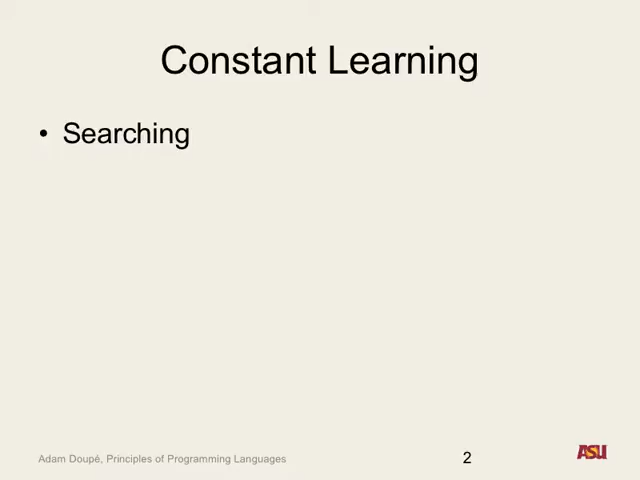 Constant Learning
• Searching
Adam Doupé, Principles of Programming Languages
2
ASU